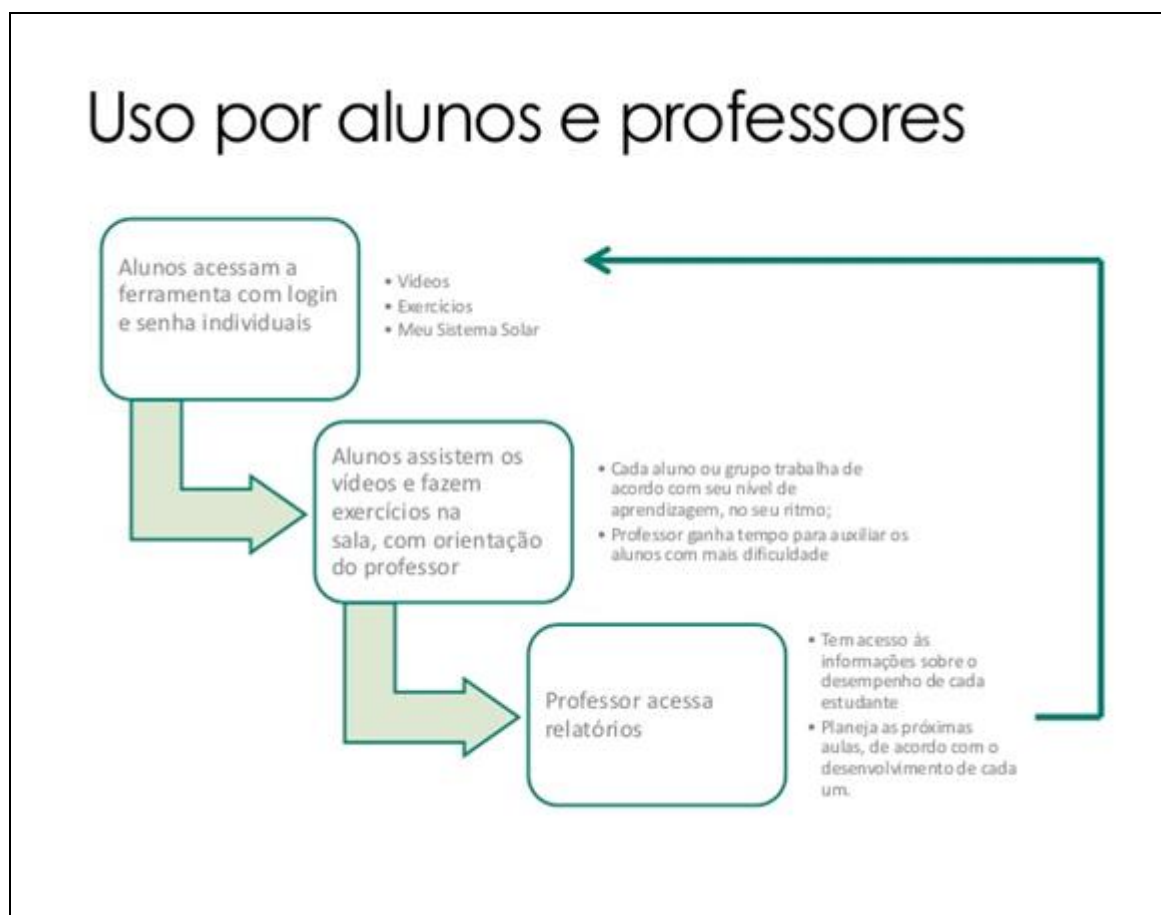 Uso por alunos e professores
Alunos acessam a
ferramenta com login
e senha individuais
• Vídeos
• Exercícios
• Meu Sistema Solar
Alunos assistem os
vídeos e fazem
exercícios na
sala, com orientação
do professor
• Cada aluno ou grupo trabalha de
acordo com seu nível de
aprendizagem, no seu ritmo;
• Professor ganha tempo para auxiliar os
alunos com mais dificuldade
Professor acessa
relatórios
• Tem acesso às
informações sobre o
desempenho de cada
estudante
• Planeja as próximas
aulas, de acordo com o
desenvolvimento de cada
um.